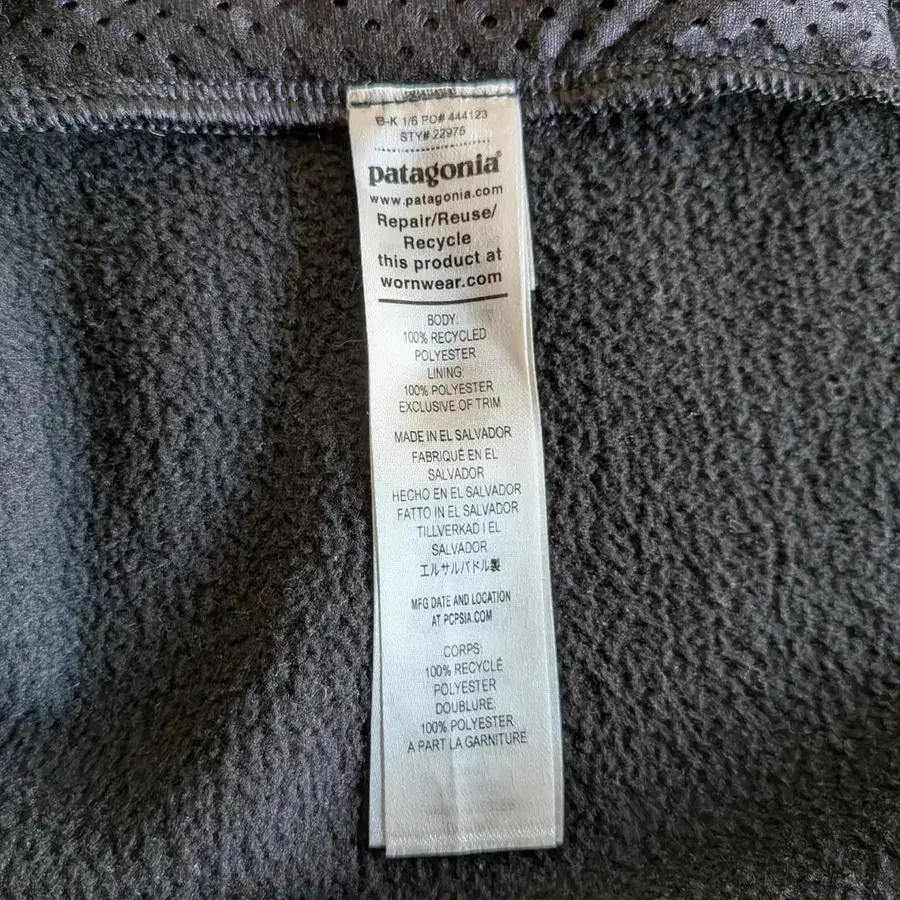 B-K 1/6 PO# 444123
STY# 22975
patagonia®
www.patagonia.com
Repair/Reuse/
Recycle
this product at
wornwear.com
BODY:
100% RECYCLED
POLYESTER
LINING:
100% POLYESTER
EXCLUSIVE OF TRIM
MADE IN EL SALVADOR
FABRIQUÉ EN EL
SALVADOR
HECHO EN EL SALVADOR
FATTO IN EL SALVADOR
TILLVERKAD I EL
SALVADOR
エルサルバドル製
MFG DATE AND LOCATION
AT PCPSIA.COM
CORPS:
100% RECYCLÉ
POLYESTER
DOUBLURE:
100% POLYESTER
A PART LA GARNITURE